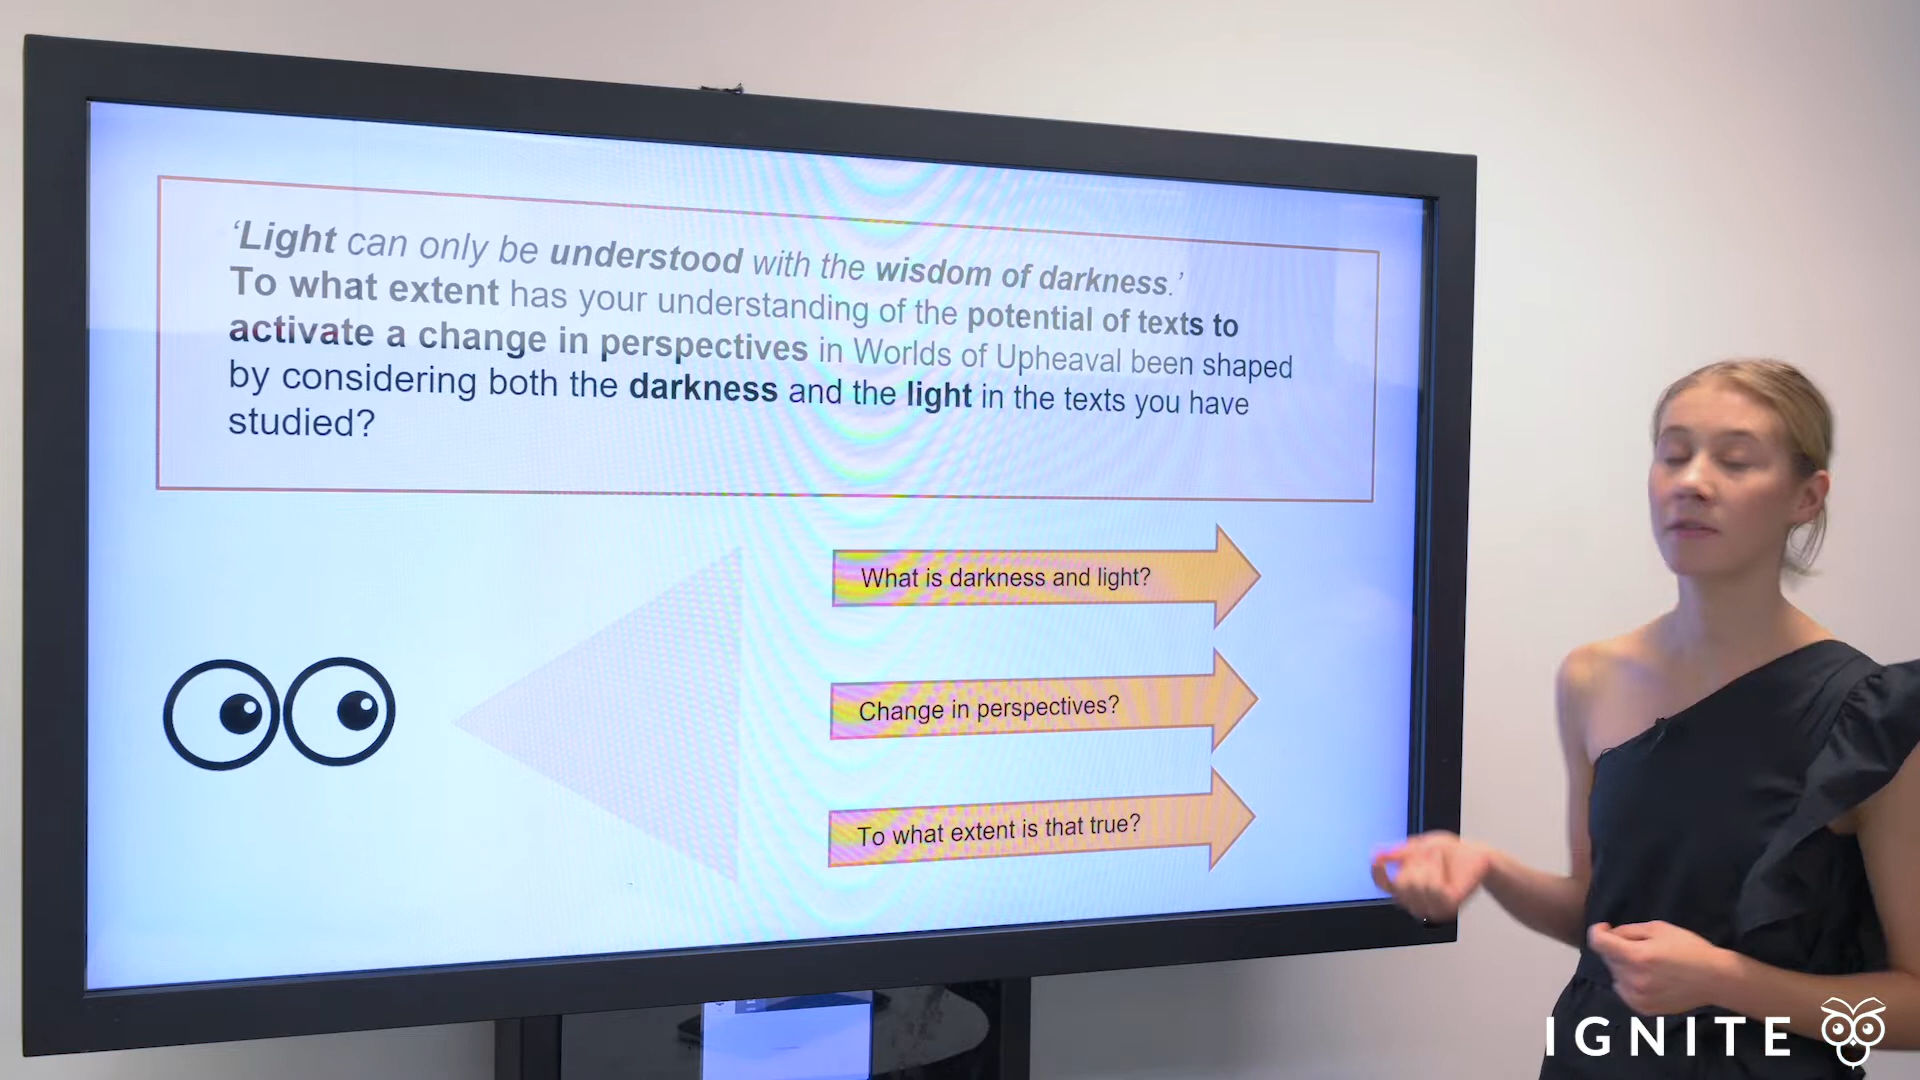 ‘Light can only be understood with the wisdom of darkness.’
To what extent has your understanding of the potential of texts to
activate a change in perspectives in Worlds of Upheaval been shaped
by considering both the darkness and the light in the texts you have
studied?
What is darkness and light?
Change in perspectives?
To what extent is that true?
IGNITE